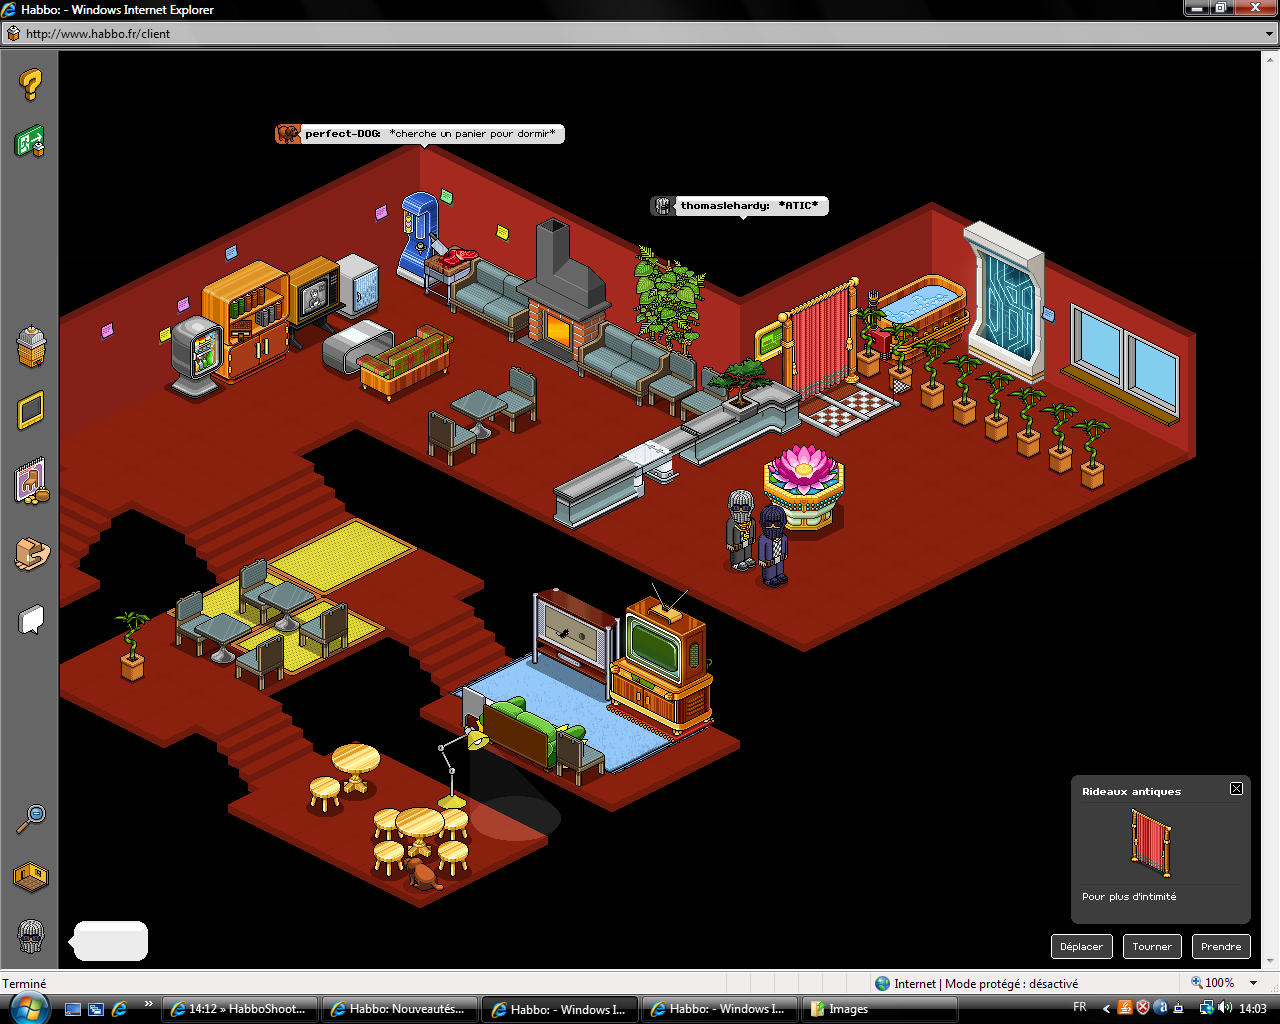 Habbo: - Windows Internet Explorer
http://www.habbo.fr/client
perfect-DOG: *cherche un panier pour dormir*
thomaslehardy: *ATIC*
Rideaux antiques
Pour plus d'intimité
Déplacer
Tourner
Prendre
Terminé
Internet | Mode protégé : désactivé
100%
14:12 » HabboShoot...
Habbo: Nouveautés...
Habbo: - Windows I...
Habbo: - Windows I...
Images
FR
14:03